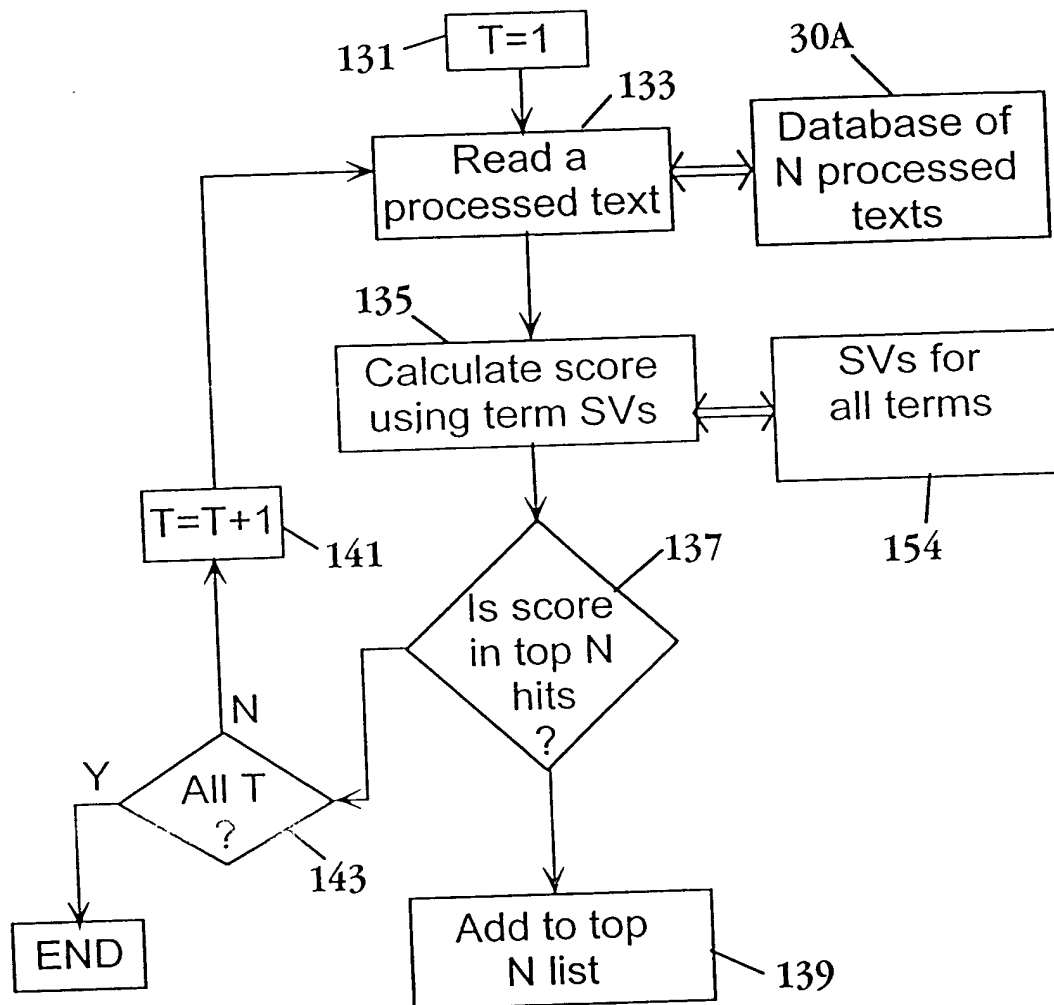 131
T=1
30A
133
Read a
processed text
Database of
N processed
texts
135
Calculate score
using term SVs
SVs for
all terms
T=T+1
141
137
154
Is score
in top N
hits
?
N
Y
All T
?
143
END
Add to top
N list
139